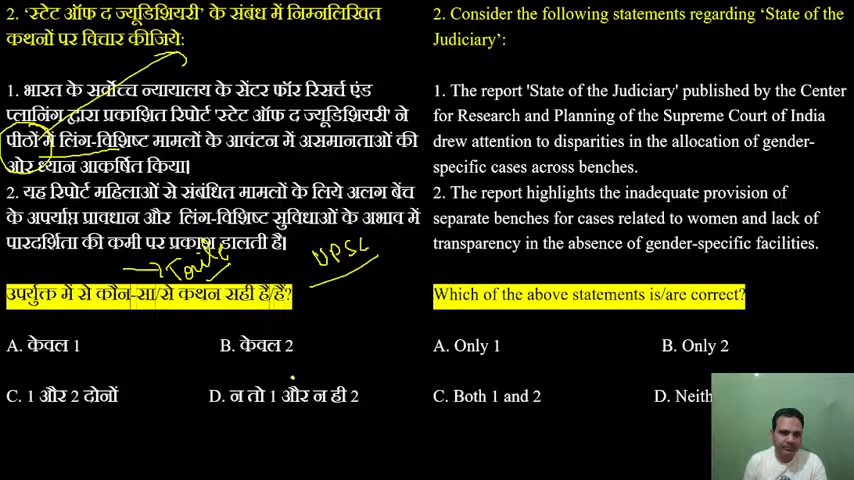 2. ‘स्टेट ऑफ द ज्यूडिशियरी’ के संबंध में निम्नलिखित
कथनों पर विचार कीजिये:
1. भारत के सर्वोच्च न्यायालय के सेंटर फॉर रिसर्च एंड
प्लानिंग द्वारा प्रकाशित रिपोर्ट 'स्टेट ऑफ द ज्यूडिशियरी' ने
पीठों में लिंग-विशिष्ट मामलों के आवंटन में असमानताओं की
ओर ध्यान आकर्षित किया।
2. यह रिपोर्ट महिलाओं से संबंधित मामलों के लिये अलग बेंच
के अपर्याप्त प्रावधान और लिंग-विशिष्ट सुविधाओं के अभाव में
पारदर्शिता की कमी पर प्रकाश डालती है।
UPSC
उपर्युक्त में से कौन-सा/से कथन सही है/हैं?
A. केवल 1 B. केवल 2
C. 1 और 2 दोनों D. न तो 1 और न ही 2
2. Consider the following statements regarding ‘State of the
Judiciary’:
1. The report 'State of the Judiciary' published by the Center
for Research and Planning of the Supreme Court of India
drew attention to disparities in the allocation of gender-
specific cases across benches.
2. The report highlights the inadequate provision of
separate benches for cases related to women and lack of
transparency in the absence of gender-specific facilities.
Which of the above statements is/are correct?
A. Only 1 B. Only 2
C. Both 1 and 2 D. Neith